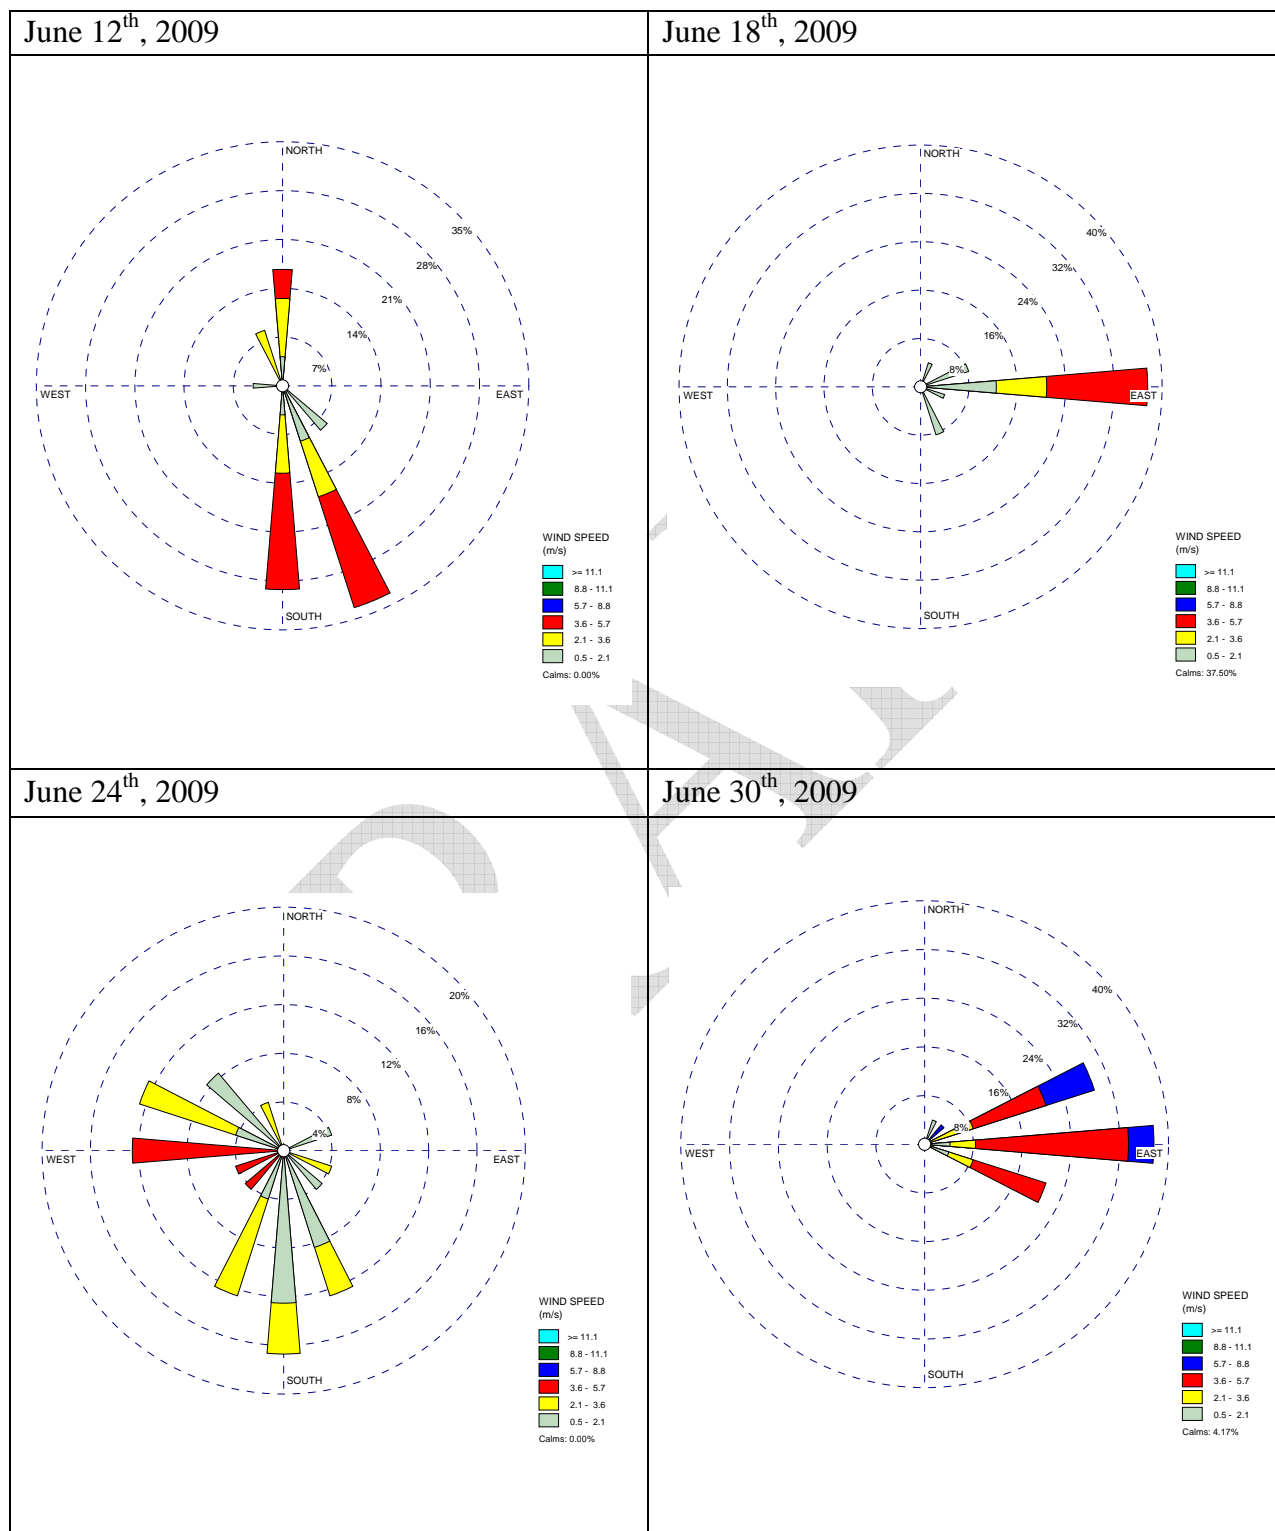 June 12th, 2009
June 18th, 2009
NORTH
35%
28%
21%
14%
7%
WEST
EAST
SOUTH
WIND SPEED
(m/s)
>= 11.1
8.8 - 11.1
5.7 - 8.8
3.6 - 5.7
2.1 - 3.6
0.5 - 2.1
Calms: 0.00%
NORTH
40%
32%
24%
16%
8%
WEST
EAST
SOUTH
WIND SPEED
(m/s)
>= 11.1
8.8 - 11.1
5.7 - 8.8
3.6 - 5.7
2.1 - 3.6
0.5 - 2.1
Calms: 37.50%
June 24th, 2009
June 30th, 2009
NORTH
20%
16%
12%
8%
4%
WEST
EAST
SOUTH
WIND SPEED
(m/s)
>= 11.1
8.8 - 11.1
5.7 - 8.8
3.6 - 5.7
2.1 - 3.6
0.5 - 2.1
Calms: 0.00%
NORTH
40%
32%
24%
16%
8%
WEST
EAST
SOUTH
WIND SPEED
(m/s)
>= 11.1
8.8 - 11.1
5.7 - 8.8
3.6 - 5.7
2.1 - 3.6
0.5 - 2.1
Calms: 4.17%